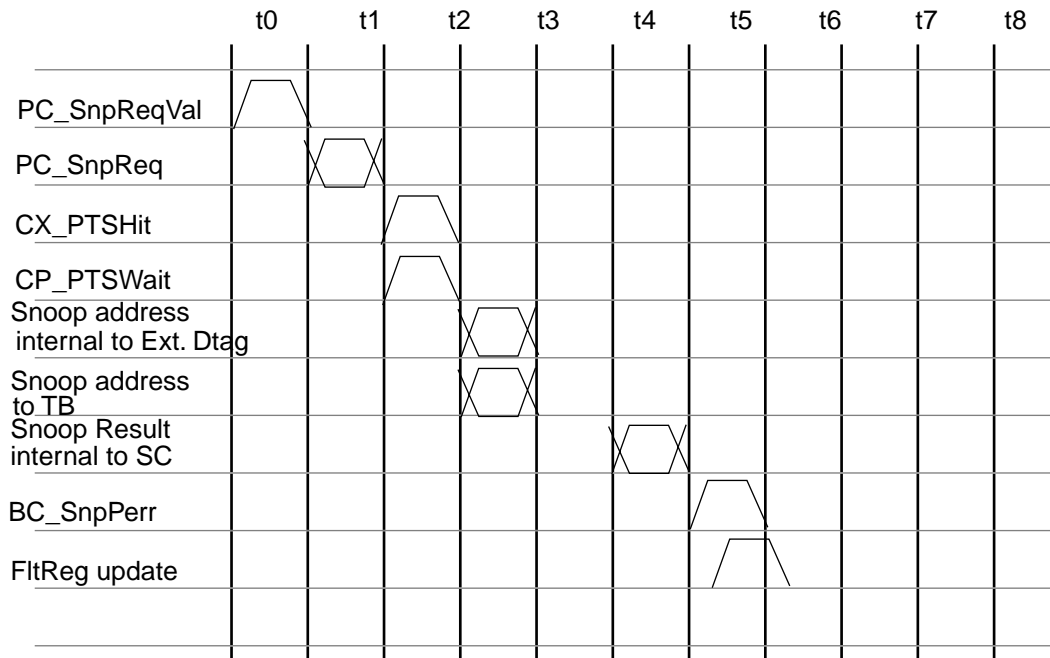 t0 t1 t2 t3 t4 t5 t6 t7 t8
PC_SnpReqVal
PC_SnpReq
CX_PTSHit
CP_PTSWait
Snoop address
internal to Ext. Dtag
Snoop address
to TB
Snoop Result
internal to SC
BC_SnpPerr
FltReg update